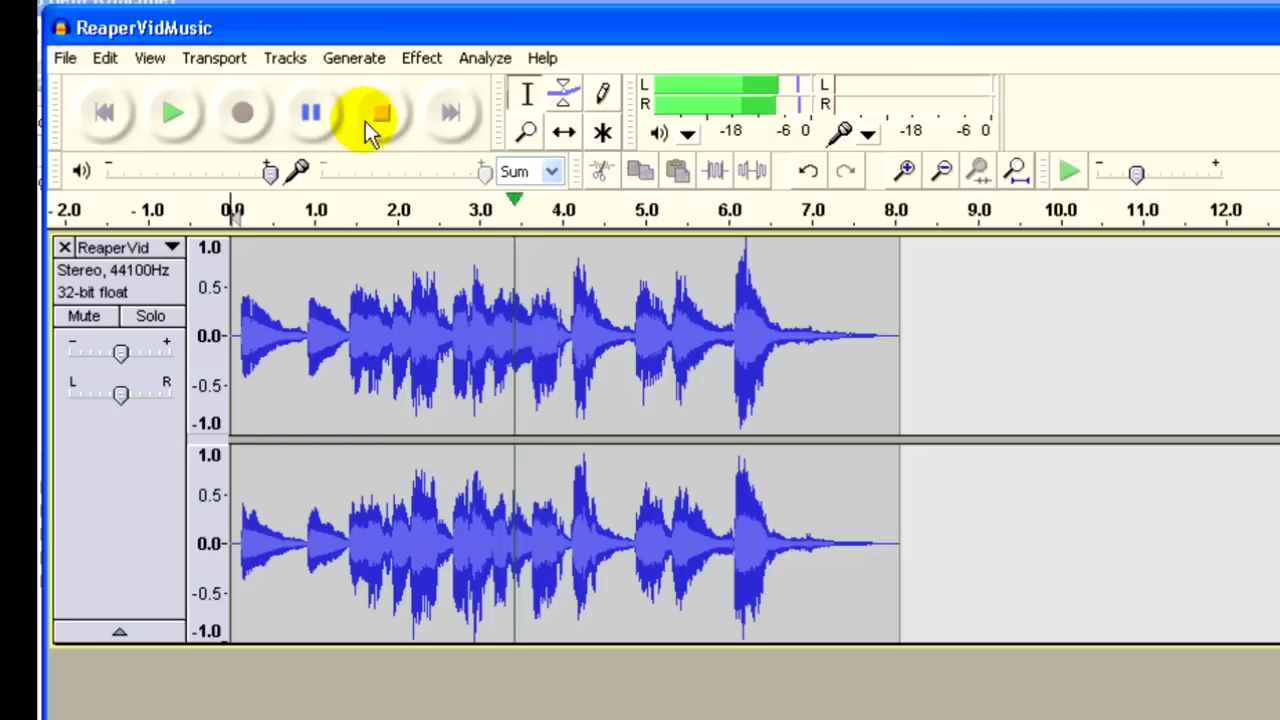 ReaperVidMusic
File Edit View Transport Tracks Generate Effect Analyze Help
L L
R R
-18 -6 0 -18 -6 0
- + - Sum - +
- 2.0 - 1.0 0.0 1.0 2.0 3.0 4.0 5.0 6.0 7.0 8.0 9.0 10.0 11.0 12.0
X ReaperVid 1.0
Stereo, 44100Hz
32-bit float 0.5-
Mute Solo
- + 0.0-
L R -0.5-
-1.0
1.0
0.5-
0.0-
-0.5-
-1.0